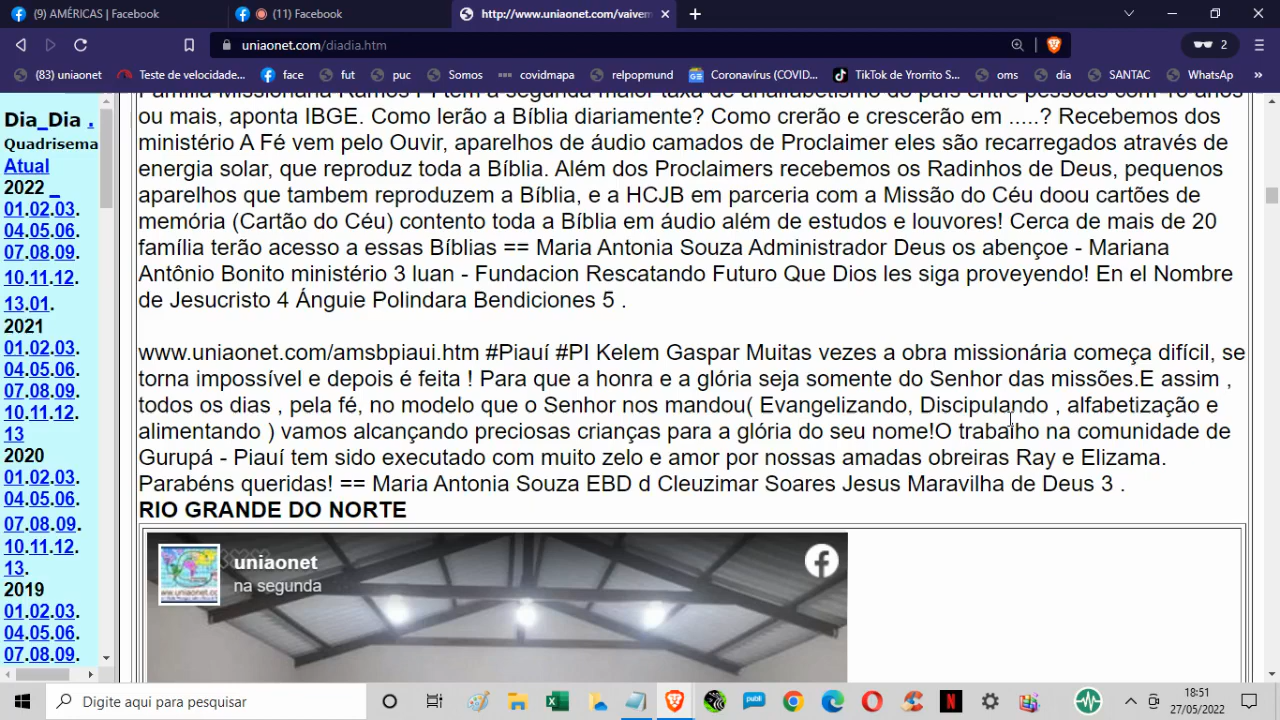 (9) AMÉRICAS | Facebook
(11) Facebook
http://www.uniaonet.com/vaivem
uniaonet.com/diadia.htm
2
(83) uniaonet
Teste de velocidade...
face
fut
puc
Somos
covidmapa
relpopmund
Coronavírus (COVID...
TikTok de Yrorrito S...
oms
dia
SANTAC
WhatsAp
»
Dia_Dia .
Quadrisema
Atual
2022 _
01.02.03.
04.05.06.
07.08.09.
10.11.12.
13.01.
2021
01.02.03.
04.05.06.
07.08.09.
10.11.12.
13
2020
01.02.03.
04.05.06.
07.08.09.
10.11.12.
13.
2019
01.02.03.
04.05.06.
07.08.09.
ou mais, aponta IBGE. Como lerão a Bíblia diariamente? Como crerão e crescerão em .....? Recebemos dos
ministério A Fé vem pelo Ouvir, aparelhos de áudio camados de Proclaimer eles são recarregados através de
energia solar, que reproduz toda a Bíblia. Além dos Proclaimers recebemos os Radinhos de Deus, pequenos
aparelhos que tambem reproduzem a Bíblia, e a HCJB em parceria com a Missão do Céu doou cartões de
memória (Cartão do Céu) contento toda a Bíblia em áudio além de estudos e louvores! Cerca de mais de 20
família terão acesso a essas Bíblias == Maria Antonia Souza Administrador Deus os abençoe - Mariana
Antônio Bonito ministério 3 luan - Fundacion Rescatando Futuro Que Dios les siga proveyendo! En el Nombre
de Jesucristo 4 Ánguie Polindara Bendiciones 5 .
www.uniaonet.com/amsbpiaui.htm #Piauí #PI Kelem Gaspar Muitas vezes a obra missionária começa difícil, se
torna impossível e depois é feita ! Para que a honra e a glória seja somente do Senhor das missões.E assim ,
todos os dias , pela fé, no modelo que o Senhor nos mandou( Evangelizando, Discipulando , alfabetização e
alimentando ) vamos alcançando preciosas crianças para a glória do seu nome!O trabalho na comunidade de
Gurupá - Piauí tem sido executado com muito zelo e amor por nossas amadas obreiras Ray e Elizama.
Parabéns queridas! == Maria Antonia Souza EBD d Cleuzimar Soares Jesus Maravilha de Deus 3 .
RIO GRANDE DO NORTE
uniaonet
na segunda
Digite aqui para pesquisar
18:51
27/05/2022